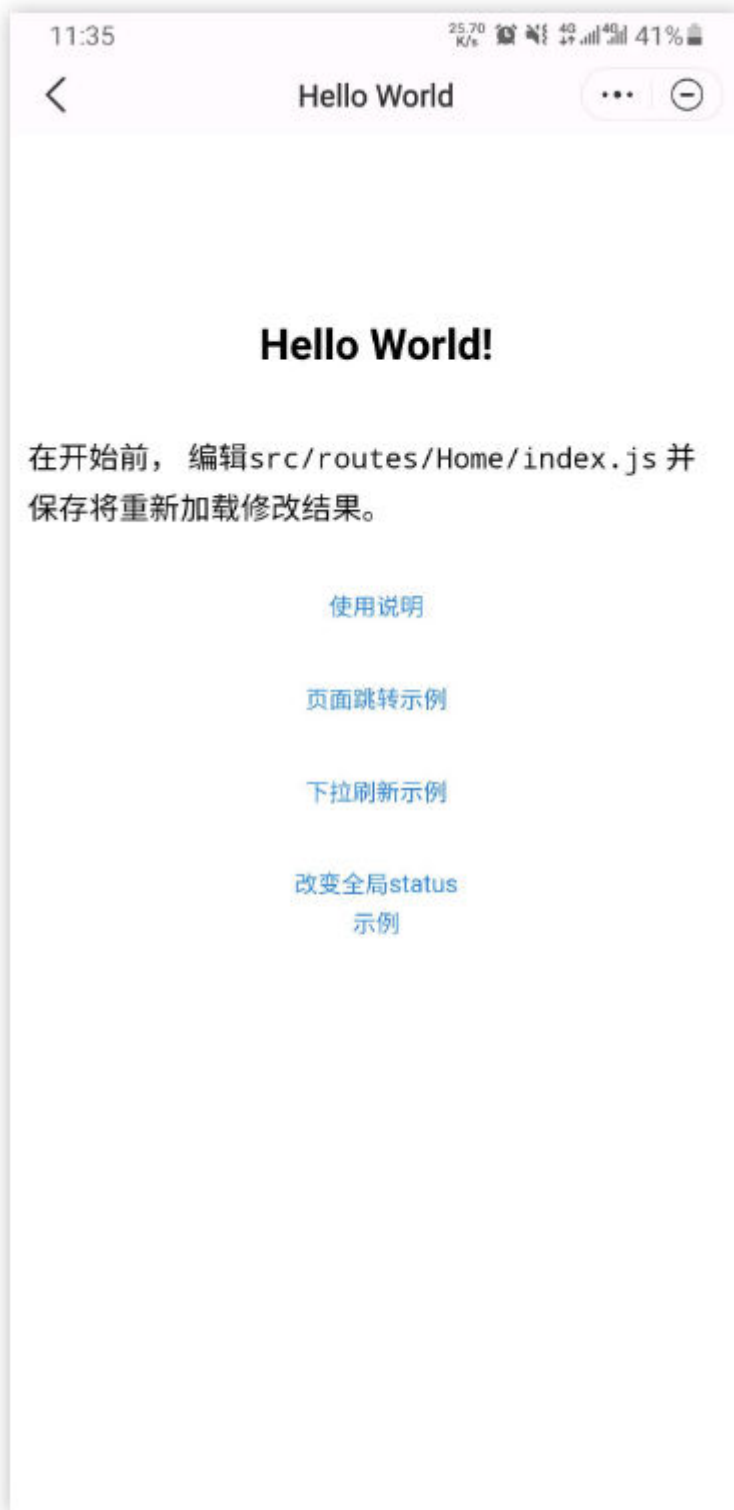 11:35
25.70 K/s 4G 4G 41%
Hello World
Hello World!
在开始前， 编辑src/routes/Home/index.js 并
保存将重新加载修改结果。
使用说明
页面跳转示例
下拉刷新示例
改变全局status
示例